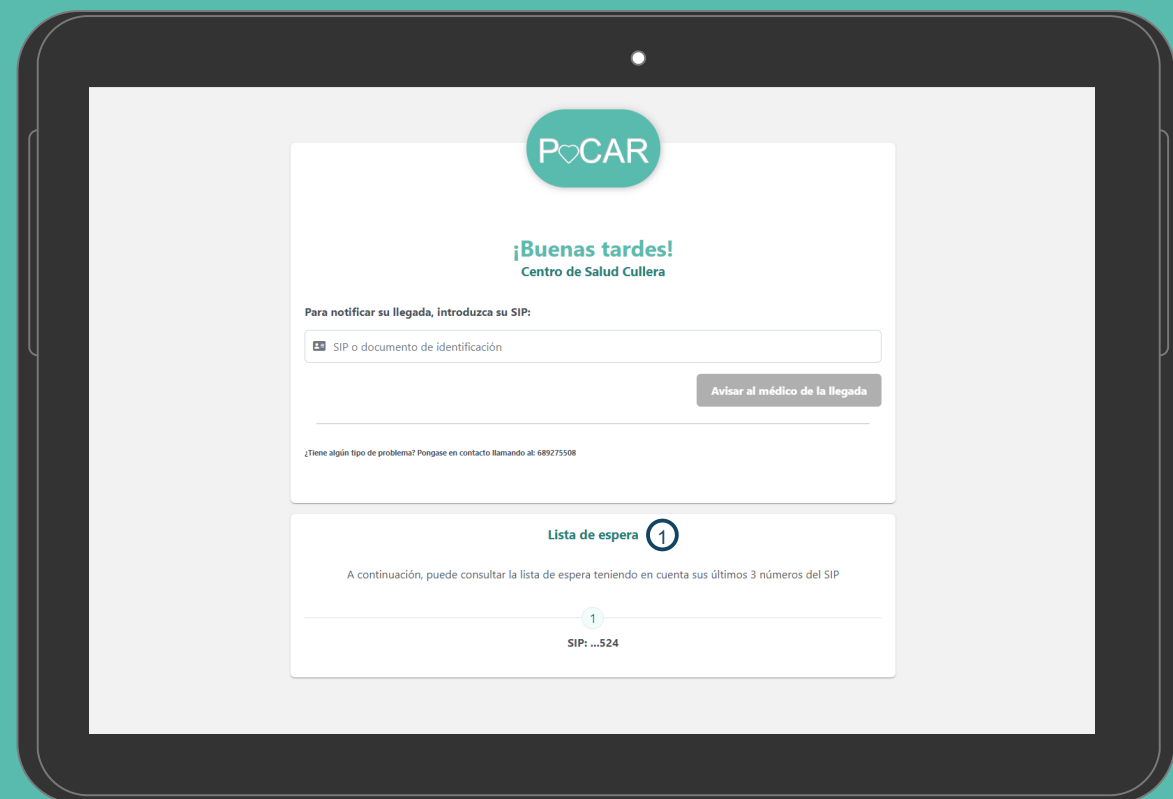 P♡CAR
¡Buenas tardes!
Centro de Salud Cullera
Para notificar su llegada, introduzca su SIP:
SIP o documento de identificación
Avisar al médico de la llegada
¿Tiene algún tipo de problema? Pongase en contacto llamando al: 689275508
Lista de espera 1
A continuación, puede consultar la lista de espera teniendo en cuenta sus últimos 3 números del SIP
1
SIP: ...524